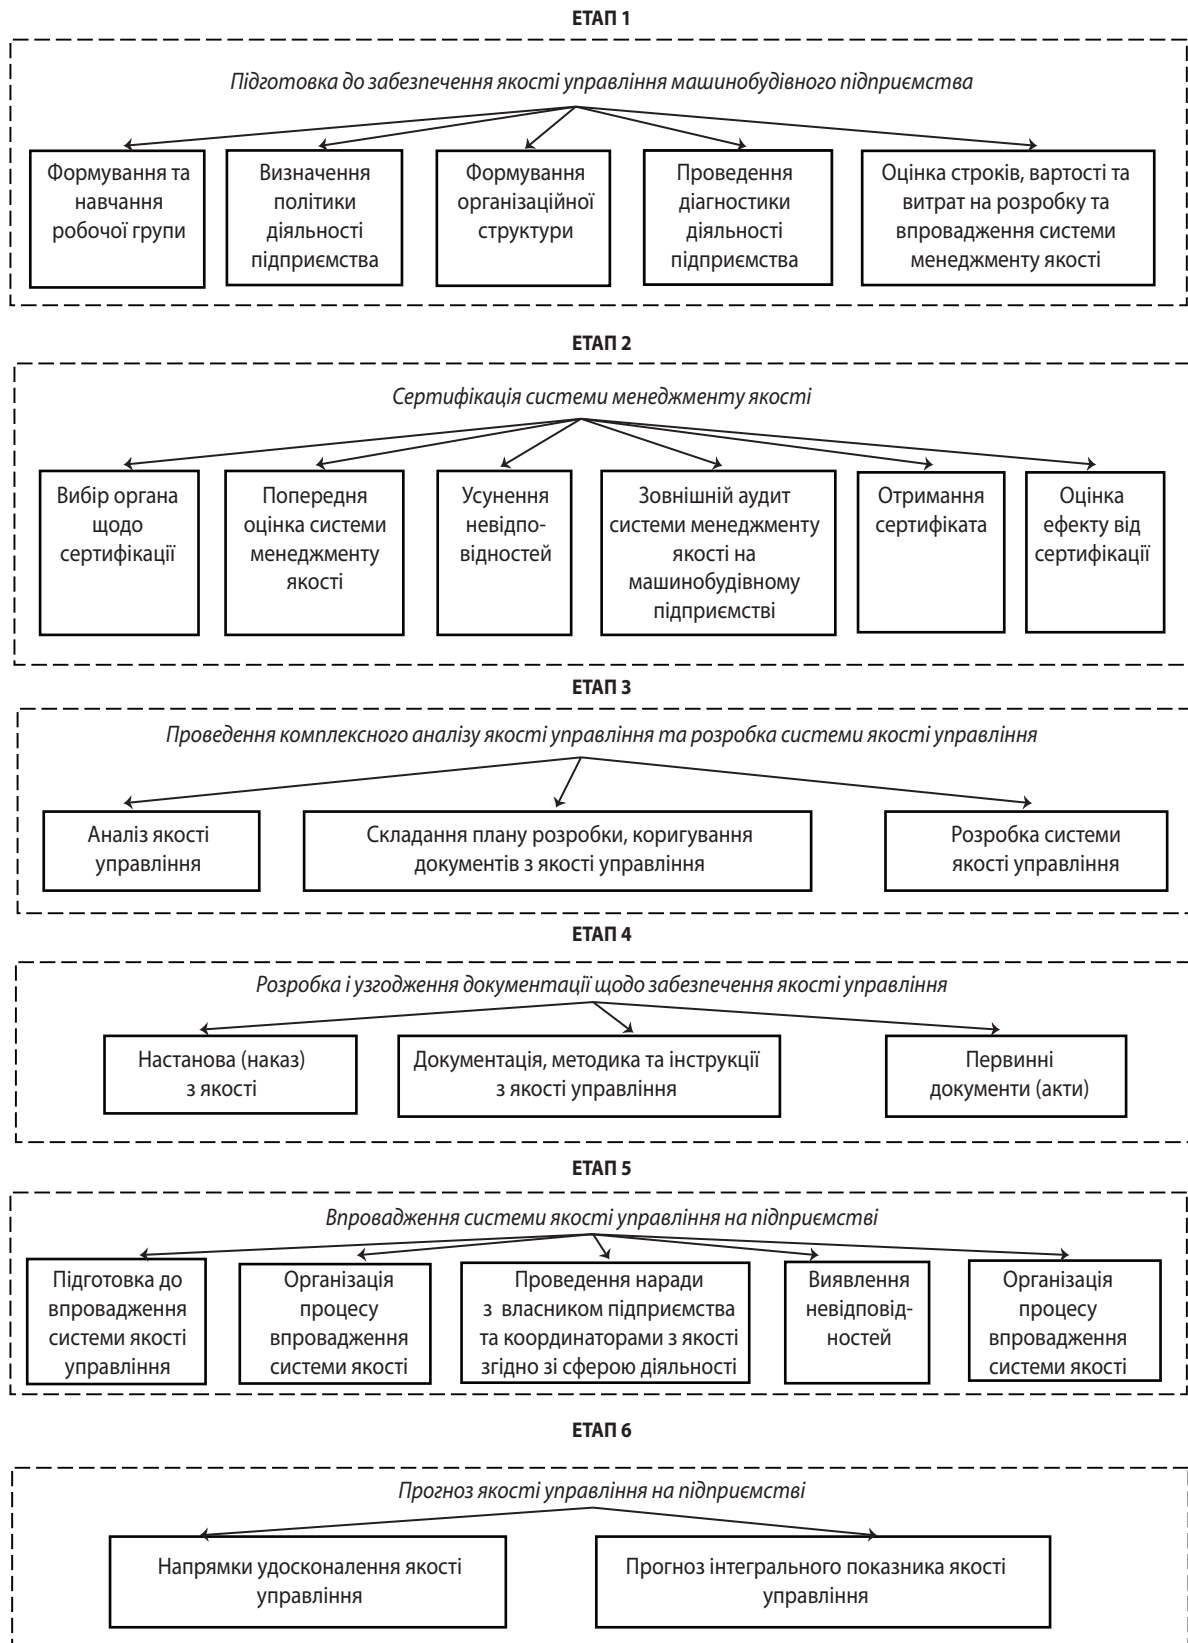 ЕТАП 1
Підготовка до забезпечення якості управління машинобудівного підприємства
Формування та
навчання
робочої групи
Визначення
політики
діяльності
підприємства
Формування
організаційної
структури
Проведення
діагностики
діяльності
підприємства
Оцінка строків, вартості та
витрат на розробку та
впровадження системи
менеджменту якості
ЕТАП 2
Сертифікація системи менеджменту якості
Вибір органа
щодо
сертифікації
Попередня
оцінка системи
менеджменту
якості
Усунення
невідпо-
відностей
Зовнішній аудит
системи менеджменту
якості на
машинобудівному
підприємстві
Отримання
сертифіката
Оцінка
ефекту від
сертифікації
ЕТАП 3
Проведення комплексного аналізу якості управління та розробка системи якості управління
Аналіз якості
управління
Складання плану розробки, коригування
документів з якості управління
Розробка системи
якості управління
ЕТАП 4
Розробка і узгодження документації щодо забезпечення якості управління
Настанова (наказ)
з якості
Документація, методика та інструкції
з якості управління
Первинні
документи (акти)
ЕТАП 5
Впровадження системи якості управління на підприємстві
Підготовка до
впровадження
системи якості
управління
Організація
процесу
впровадження
системи якості
Проведення наради
з власником підприємства
та координаторами з якості
згідно зі сферою діяльності
Виявлення
невідповід-
ностей
Організація
процесу
впровадження
системи якості
ЕТАП 6
Прогноз якості управління на підприємстві
Напрямки удосконалення якості
управління
Прогноз інтегрального показника якості
управління